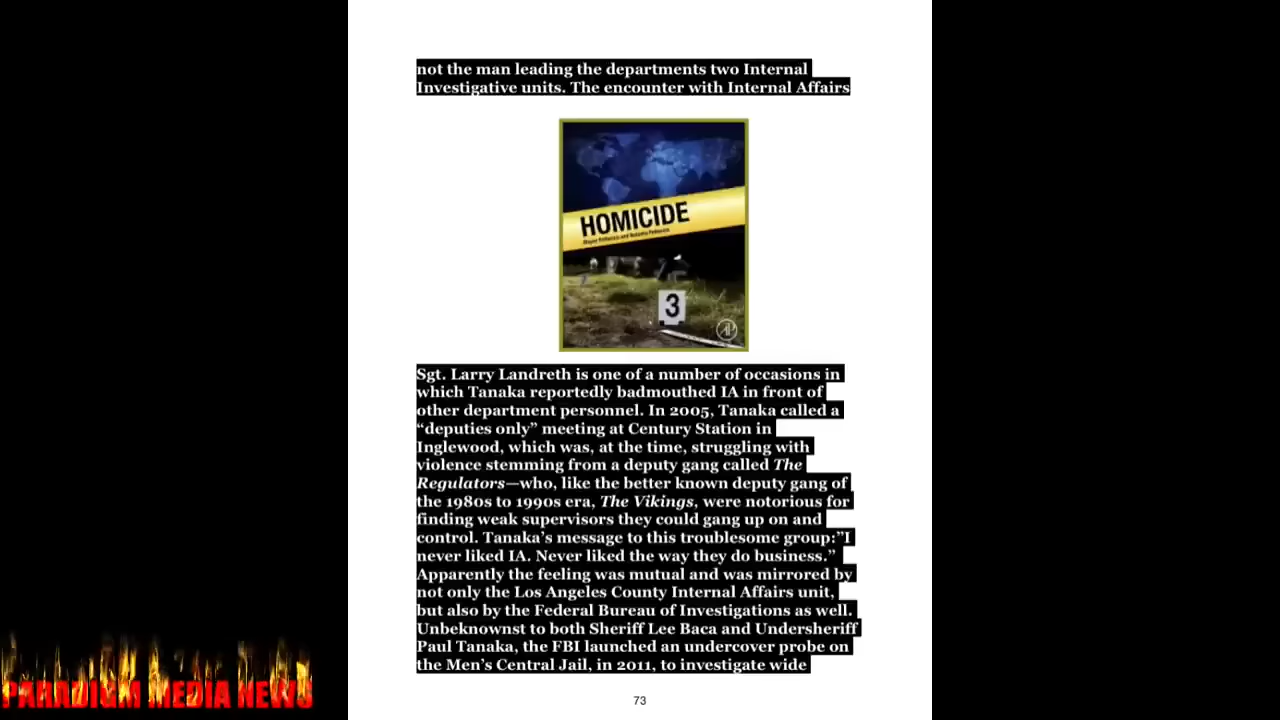 not the man leading the departments two Internal
Investigative units. The encounter with Internal Affairs
HOMICIDE
3
Sgt. Larry Landreth is one of a number of occasions in
which Tanaka reportedly badmouthed IA in front of
other department personnel. In 2005, Tanaka called a
“deputies only” meeting at Century Station in
Inglewood, which was, at the time, struggling with
violence stemming from a deputy gang called The
Regulators—who, like the better known deputy gang of
the 1980s to 1990s era, The Vikings, were notorious for
finding weak supervisors they could gang up on and
control. Tanaka’s message to this troublesome group:”I
never liked IA. Never liked the way they do business.”
Apparently the feeling was mutual and was mirrored by
not only the Los Angeles County Internal Affairs unit,
but also by the Federal Bureau of Investigations as well.
Unbeknownst to both Sheriff Lee Baca and Undersheriff
Paul Tanaka, the FBI launched an undercover probe on
the Men’s Central Jail, in 2011, to investigate wide
73
PARADIGM MEDIA NEWS